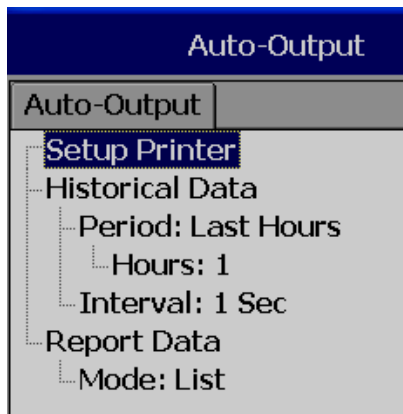 Auto-Output
Auto-Output
Setup Printer
Historical Data
Period: Last Hours
Hours: 1
Interval: 1 Sec
Report Data
Mode: List